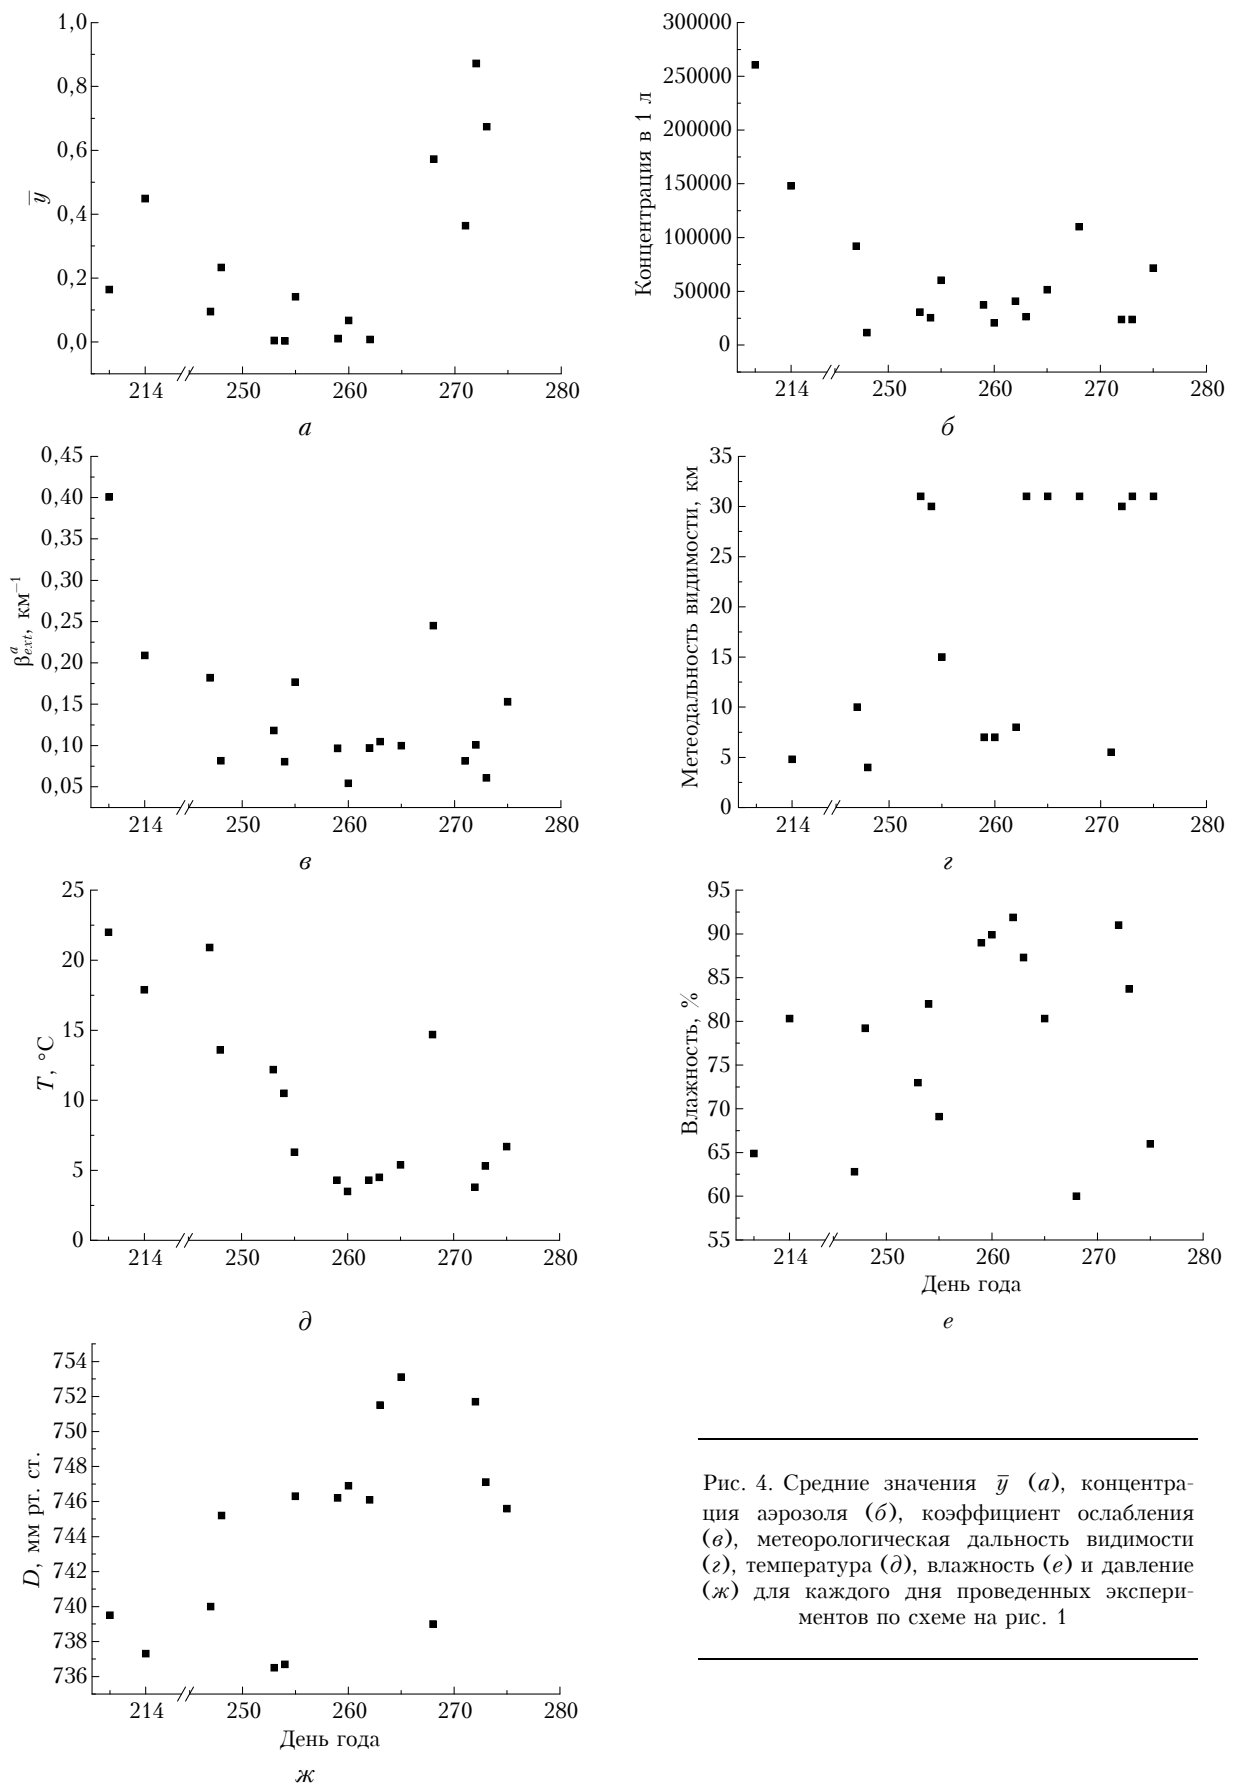 1,0
0,8
0,6
0,4
0,2
0,0
y̅
214 250 260 270 280
а
300000
250000
200000
150000
100000
50000
0
Концентрация в 1 л
214 250 260 270 280
б
0,45
0,40
0,35
0,30
0,25
0,20
0,15
0,10
0,05
βᵃₑₓₜ, км⁻¹
214 250 260 270 280
в
35
30
25
20
15
10
5
0
Метеодальность видимости, км
214 250 260 270 280
г
25
20
15
10
5
0
T, °C
214 250 260 270 280
д
95
90
85
80
75
70
65
60
55
Влажность, %
214 250 260 270 280
День года
е
754
752
750
748
746
744
742
740
738
736
D, мм рт. ст.
214 250 260 270 280
День года
ж
Рис. 4. Средние значения y̅ (а), концентра-
ция аэрозоля (б), коэффициент ослабления
(в), метеорологическая дальность видимости
(г), температура (д), влажность (е) и давление
(ж) для каждого дня проведенных экспери-
ментов по схеме на рис. 1